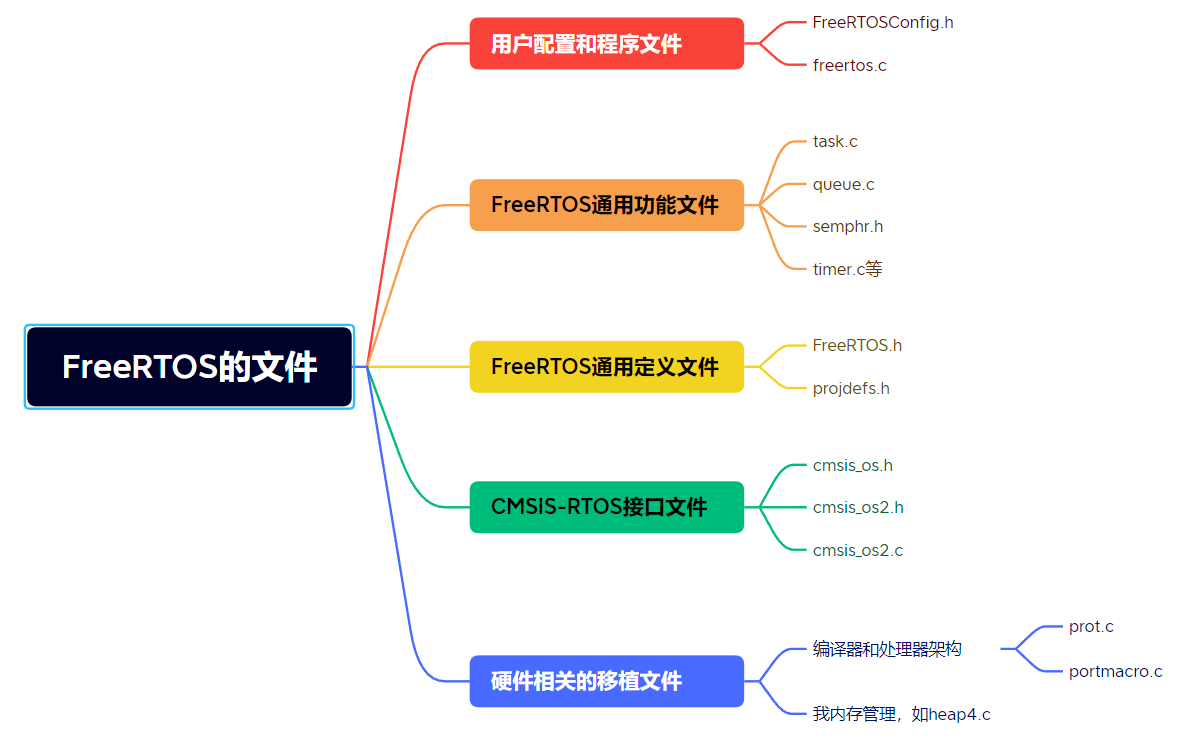 FreeRTOS的文件
用户配置和程序文件
FreeRTOSConfig.h
freertos.c
FreeRTOS通用功能文件
task.c
queue.c
semphr.h
timer.c等
FreeRTOS通用定义文件
FreeRTOS.h
projdefs.h
CMSIS-RTOS接口文件
cmsis_os.h
cmsis_os2.h
cmsis_os2.c
硬件相关的移植文件
编译器和处理器架构
prot.c
portmacro.c
我内存管理，如heap4.c